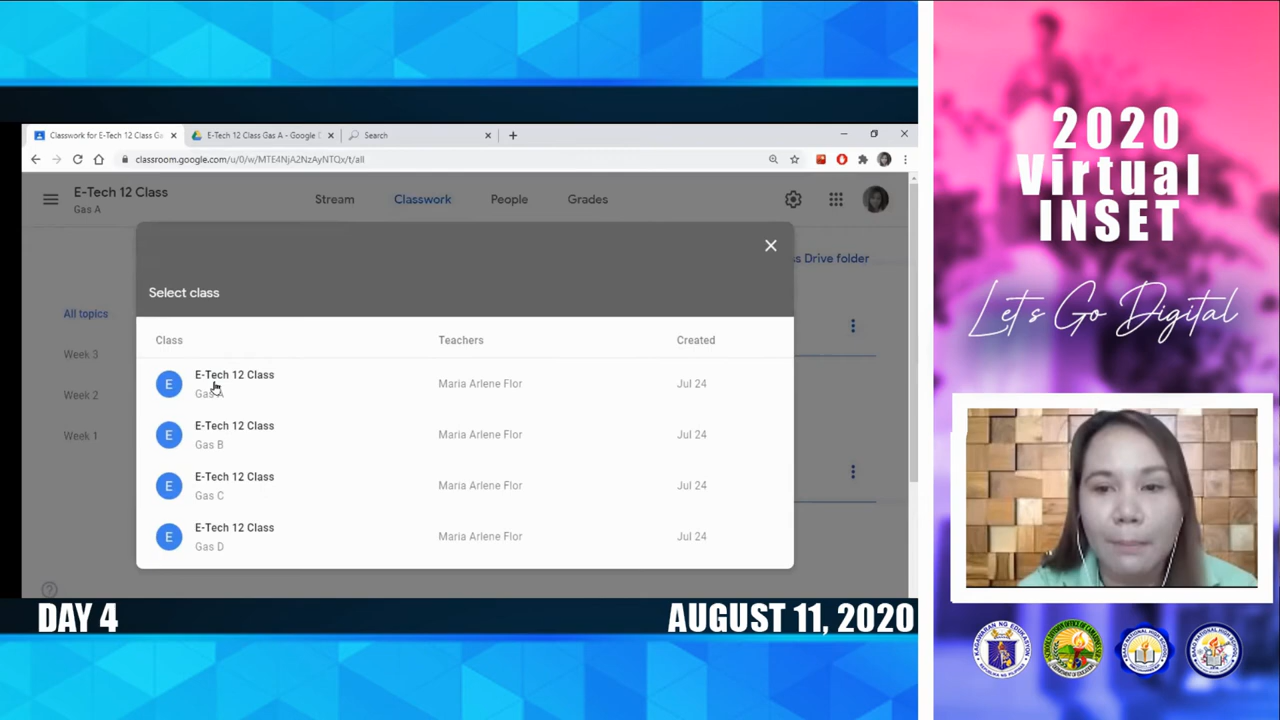 Classwork for E-Tech 12 Class Ga
E-Tech 12 Class Gas A - Google D
Search
classroom.google.com/u/0/w/MTE4NjA2NzAyNTQx/t/all
E-Tech 12 Class
Gas A
Stream
Classwork
People
Grades
s Drive folder
Select class
All topics
Week 3
Week 2
Week 1
Class Teachers Created
E-Tech 12 Class
Gas A
Maria Arlene Flor
Jul 24
E-Tech 12 Class
Gas B
Maria Arlene Flor
Jul 24
E-Tech 12 Class
Gas C
Maria Arlene Flor
Jul 24
E-Tech 12 Class
Gas D
Maria Arlene Flor
Jul 24
E
E
E
E
DAY 4
AUGUST 11, 2020
2020
Virtual
INSET
Let's Go Digital